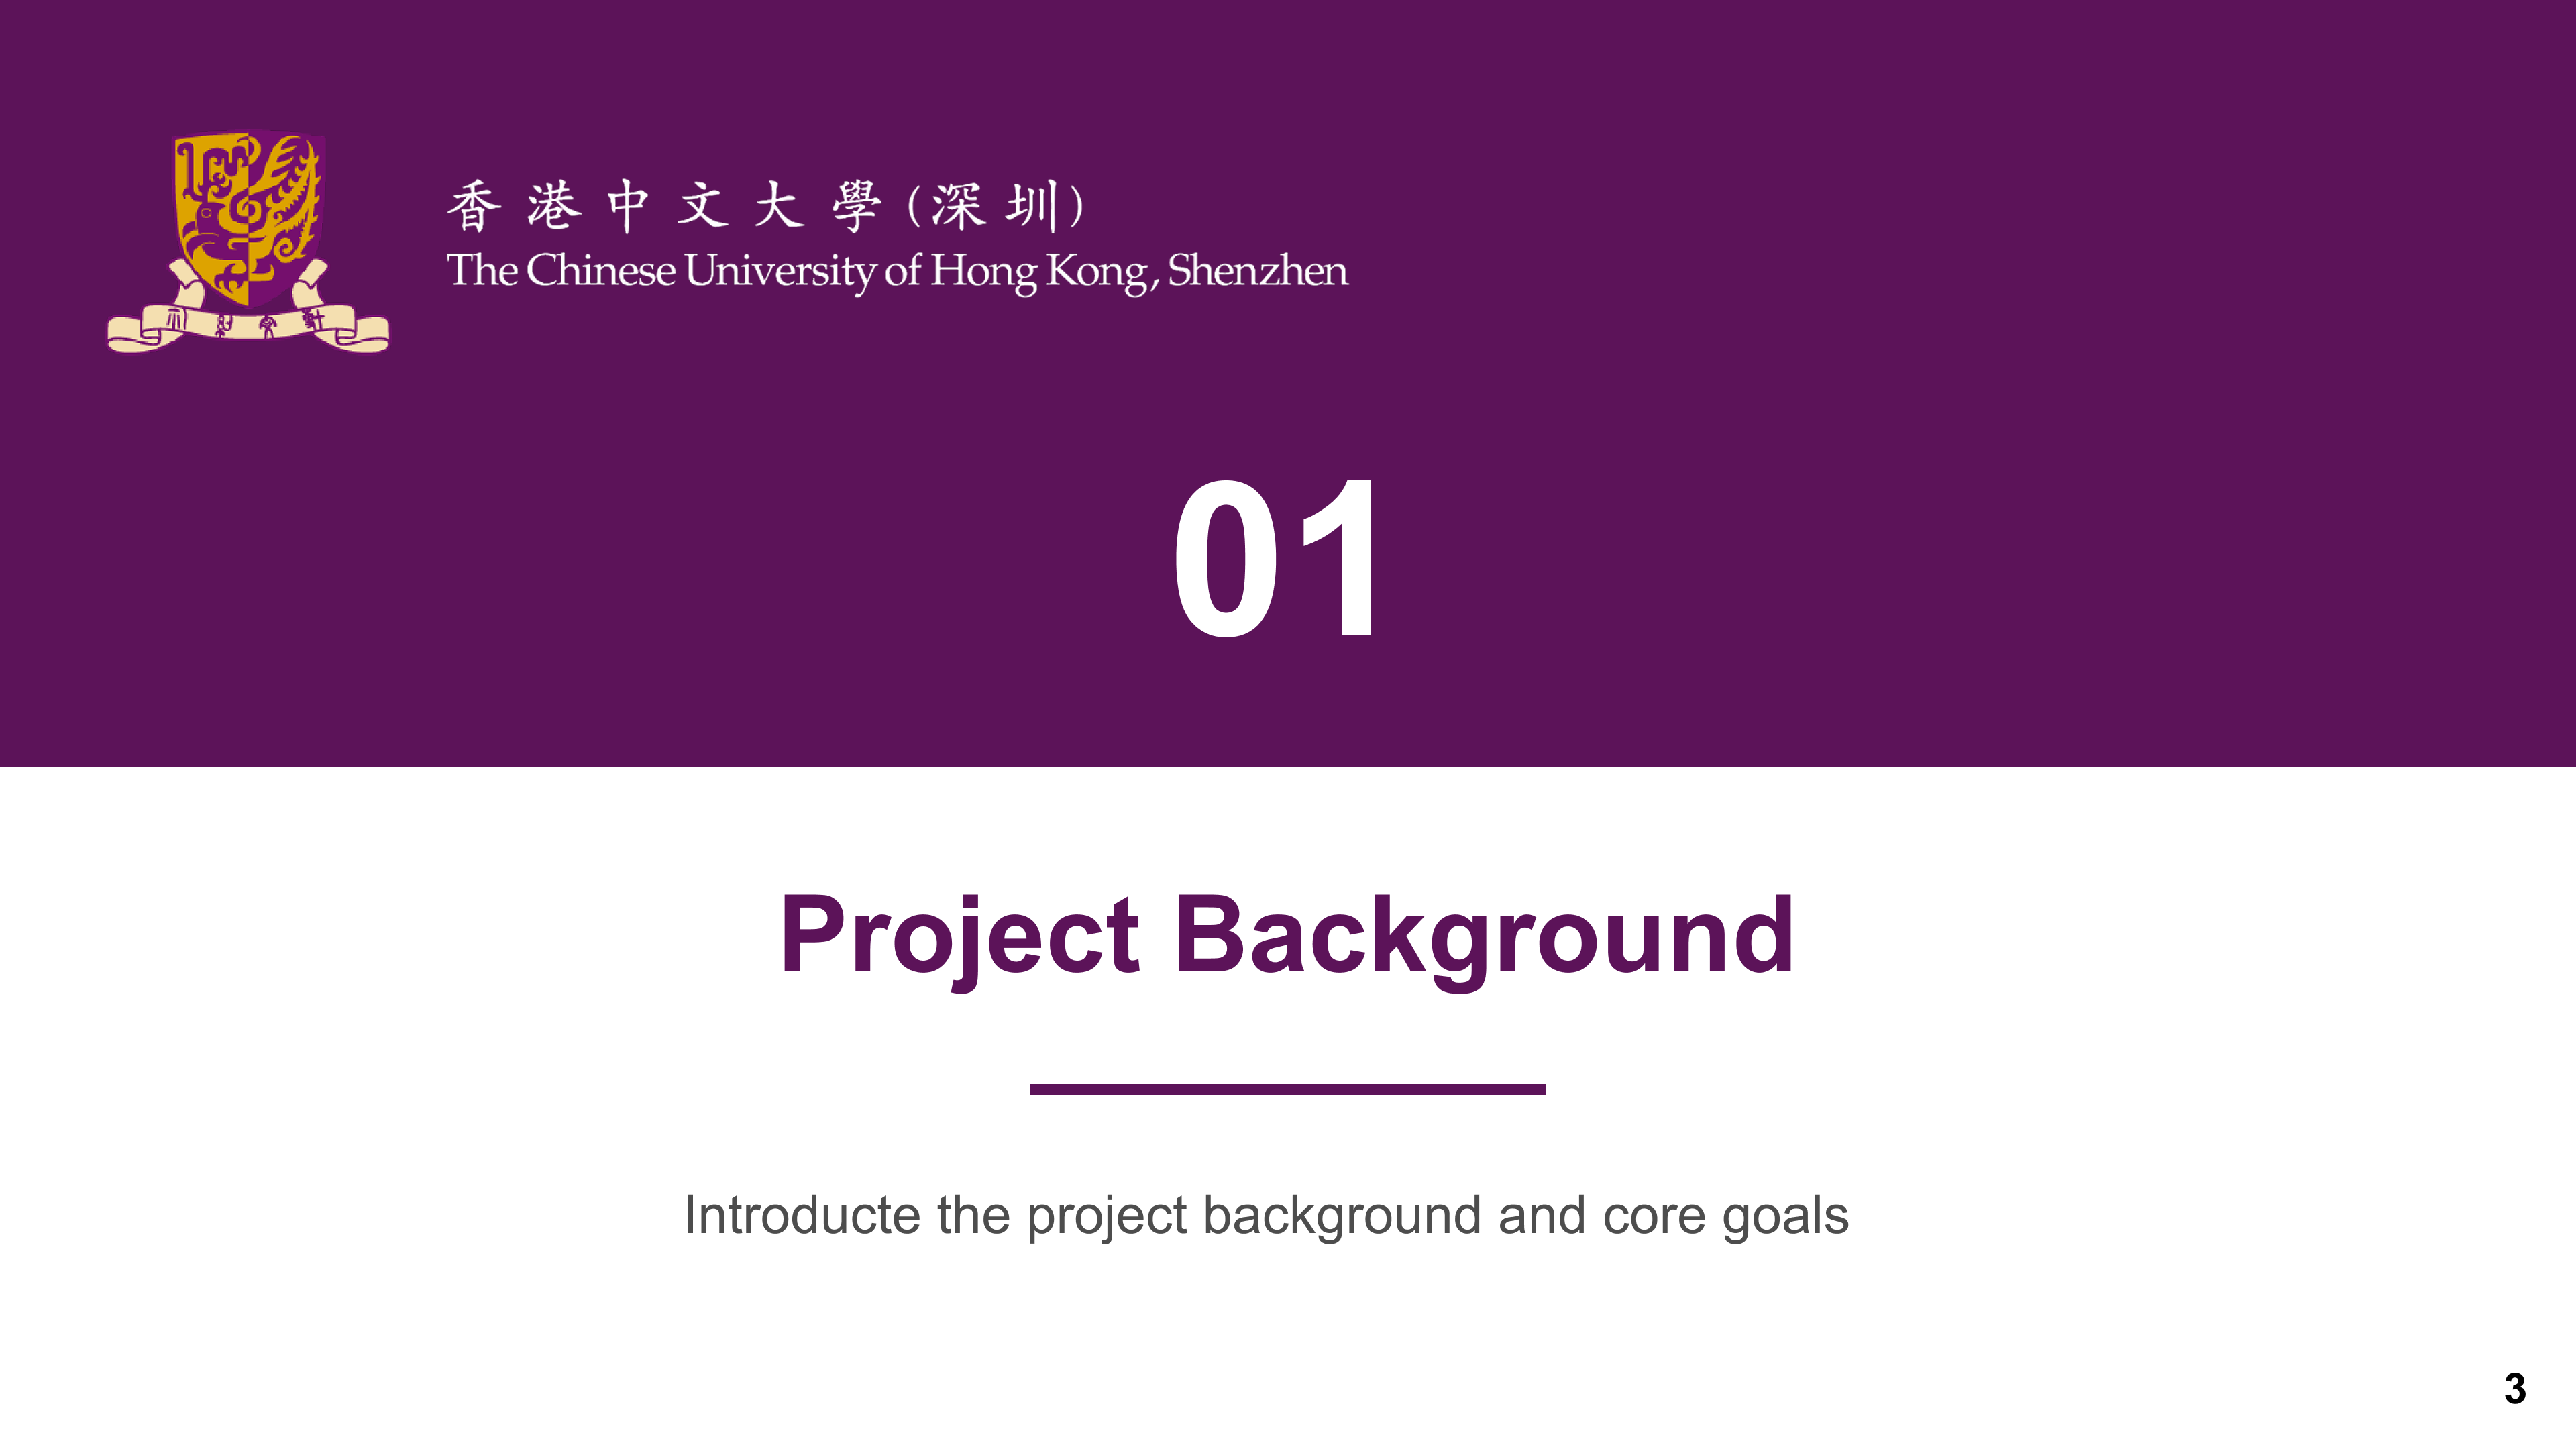 香港中文大學(深圳)
The Chinese University of Hong Kong, Shenzhen
01
Project Background
Introducte the project background and core goals
3